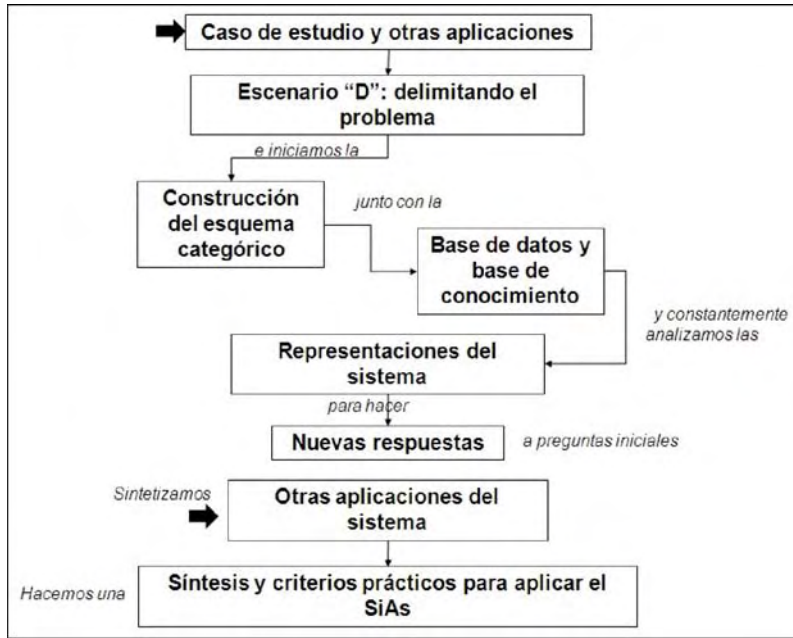 Caso de estudio y otras aplicaciones
Escenario “D”: delimitando el
problema
e iniciamos la
Construcción
del esquema
categórico
junto con la
Base de datos y
base de
conocimiento
y constantemente
analizamos las
Representaciones del
sistema
para hacer
Nuevas respuestas
a preguntas iniciales
Sintetizamos
Otras aplicaciones del
sistema
Hacemos una
Síntesis y criterios prácticos para aplicar el
SiAs